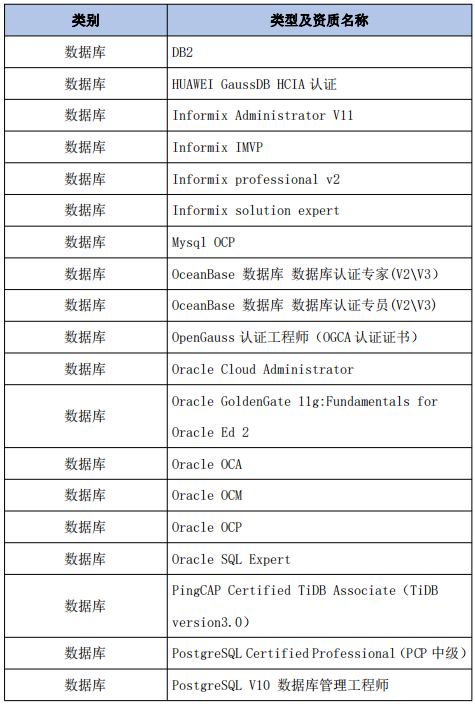 类别 类型及资质名称
数据库 DB2
数据库 HUAWEI GaussDB HCIA 认证
数据库 Informix Administrator V11
数据库 Informix IMVP
数据库 Informix professional v2
数据库 Informix solution expert
数据库 Mysql OCP
数据库 OceanBase 数据库 数据库认证专家(V2\V3）
数据库 OceanBase 数据库 数据库认证专员(V2\V3)
数据库 OpenGauss 认证工程师（OGCA 认证证书）
数据库 Oracle Cloud Administrator
数据库 Oracle GoldenGate 11g:Fundamentals for
Oracle Ed 2
数据库 Oracle OCA
数据库 Oracle OCM
数据库 Oracle OCP
数据库 Oracle SQL Expert
数据库 PingCAP Certified TiDB Associate（TiDB
version3.0）
数据库 PostgreSQL Certified Professional（PCP 中级）
数据库 PostgreSQL V10 数据库管理工程师